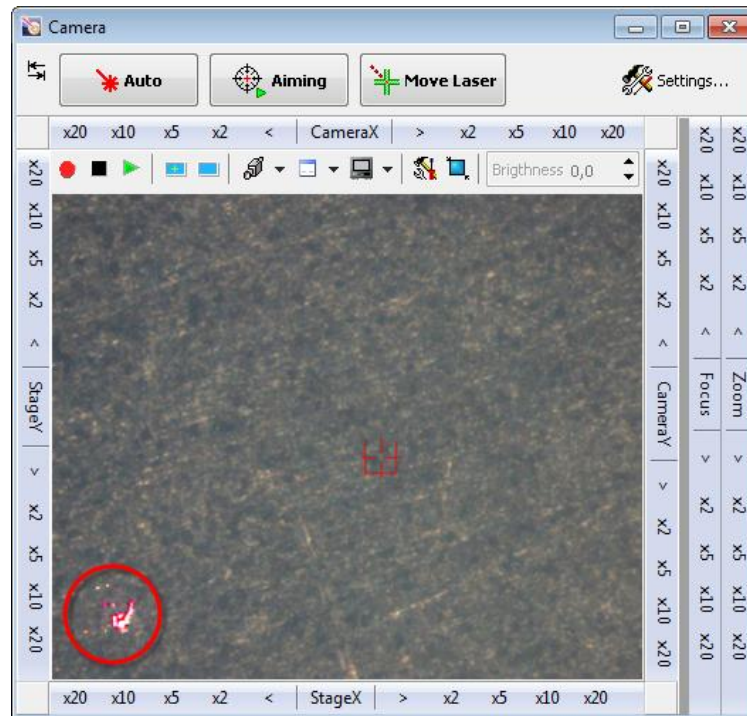 Camera
Auto
Aiming
Move Laser
Settings...
x20 x10 x5 x2 < CameraX > x2 x5 x10 x20
Brigthness 0,0
x20 x10 x5 x2 < StageY > x2 x5 x10 x20
x20 x10 x5 x2 < CameraY > x2 x5 x10 x20
x20 x10 x5 x2 < Focus > x2 x5 x10 x20
x20 x10 x5 x2 < Zoom > x2 x5 x10 x20
x20 x10 x5 x2 < StageX > x2 x5 x10 x20